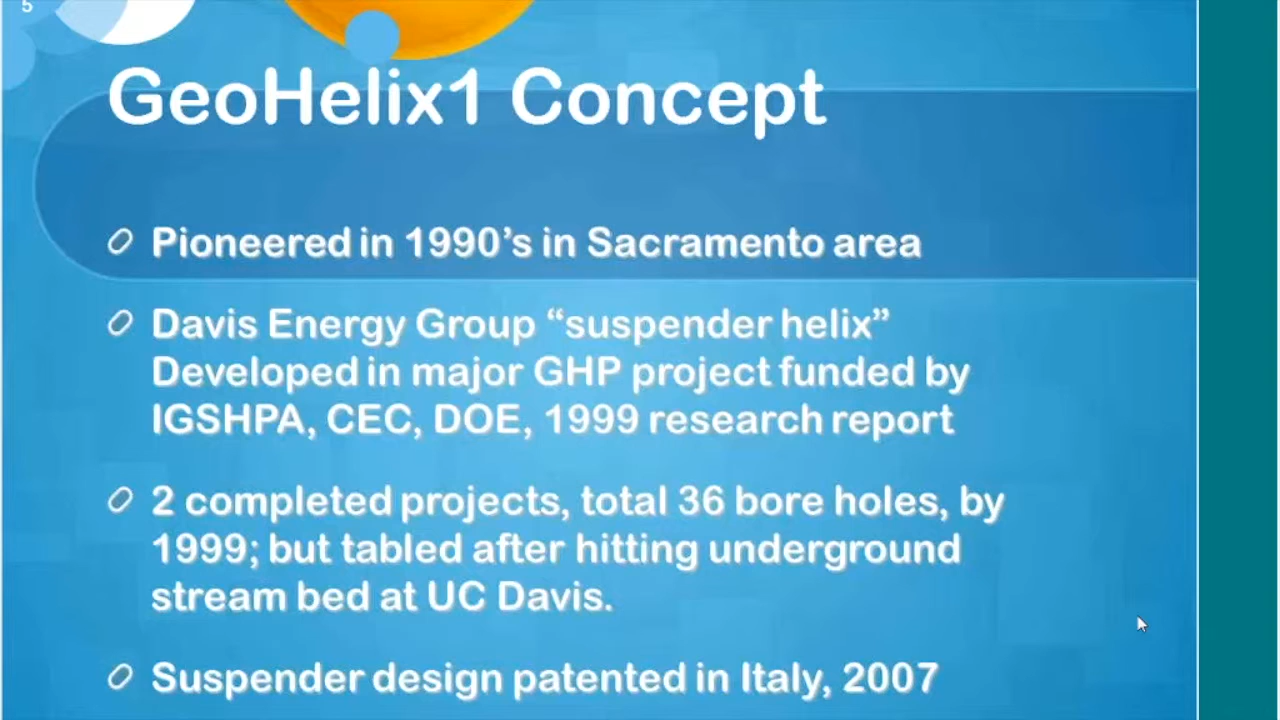 5
GeoHelix1 Concept
Pioneered in 1990’s in Sacramento area
Davis Energy Group “suspender helix”
Developed in major GHP project funded by
IGSHPA, CEC, DOE, 1999 research report
2 completed projects, total 36 bore holes, by
1999; but tabled after hitting underground
stream bed at UC Davis.
Suspender design patented in Italy, 2007